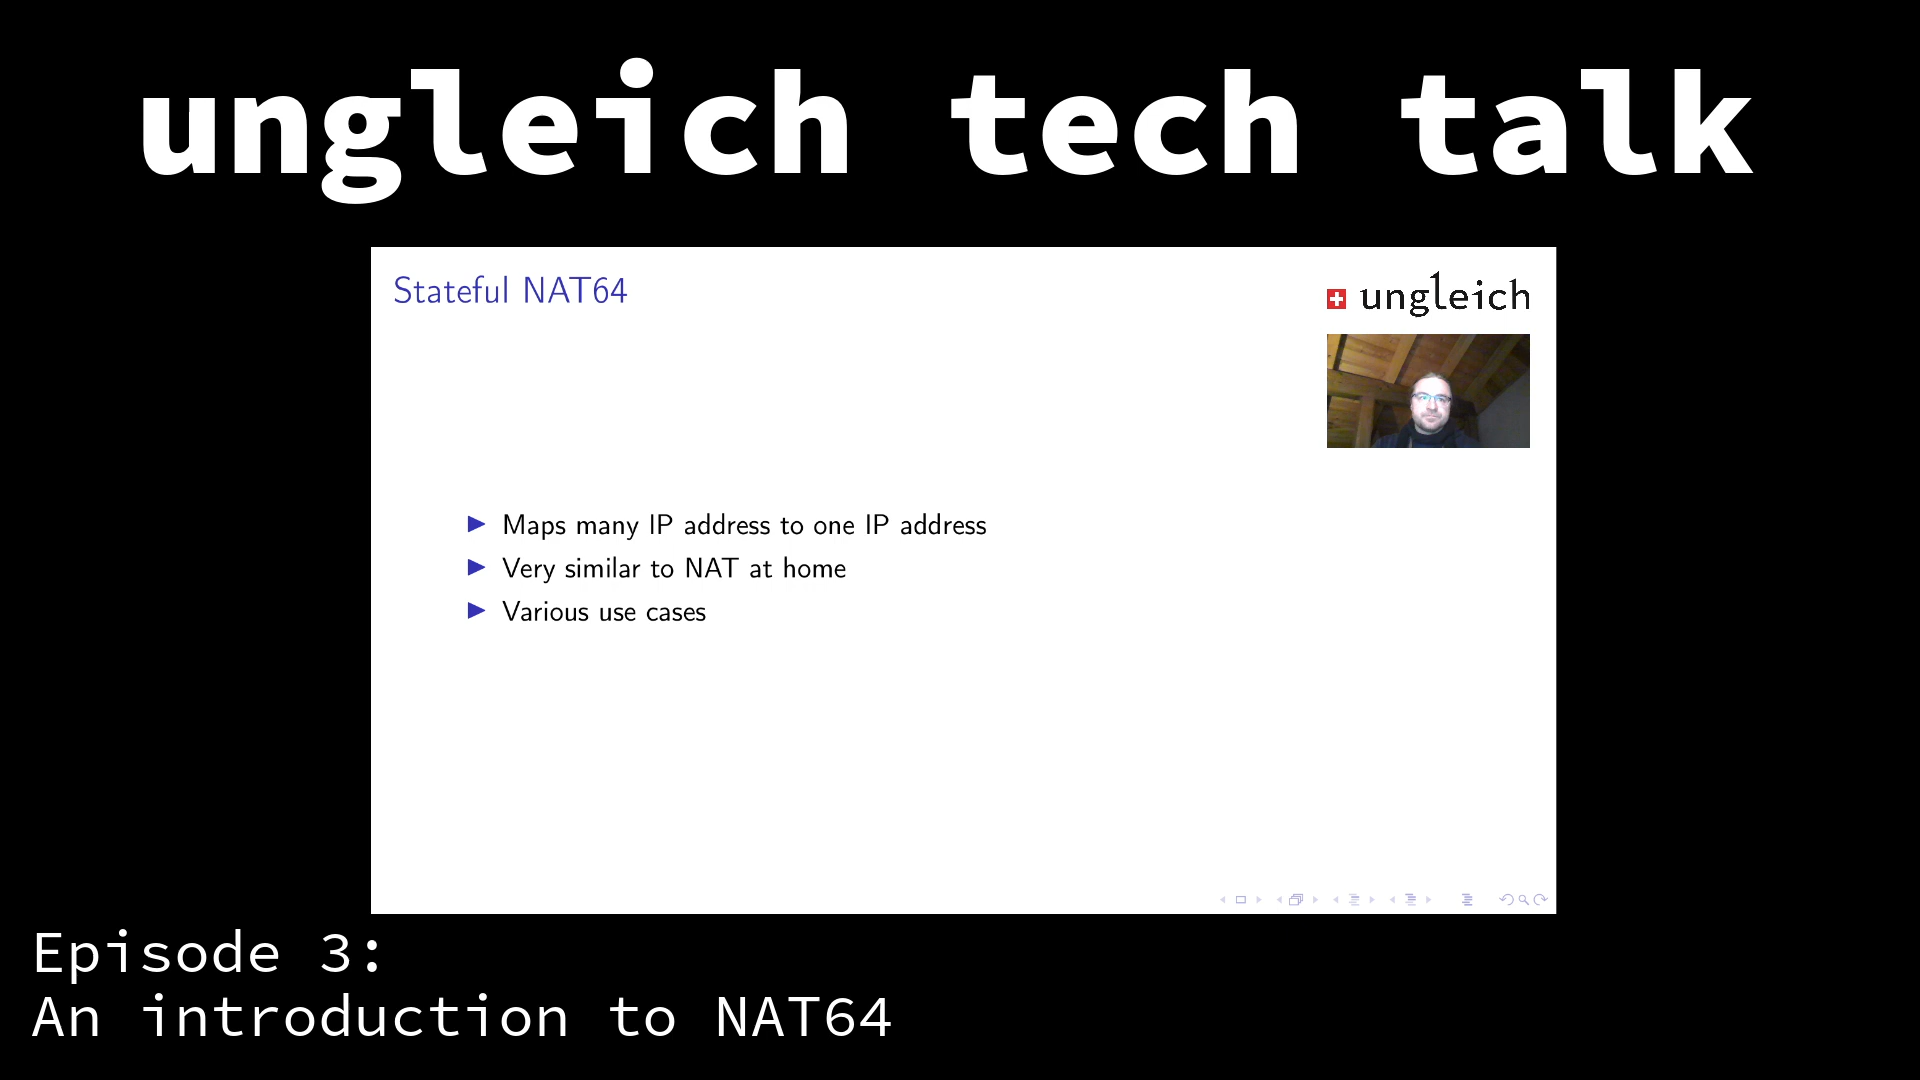 ungleich tech talk
Stateful NAT64
ungleich
Maps many IP address to one IP address
Very similar to NAT at home
Various use cases
Episode 3:
An introduction to NAT64